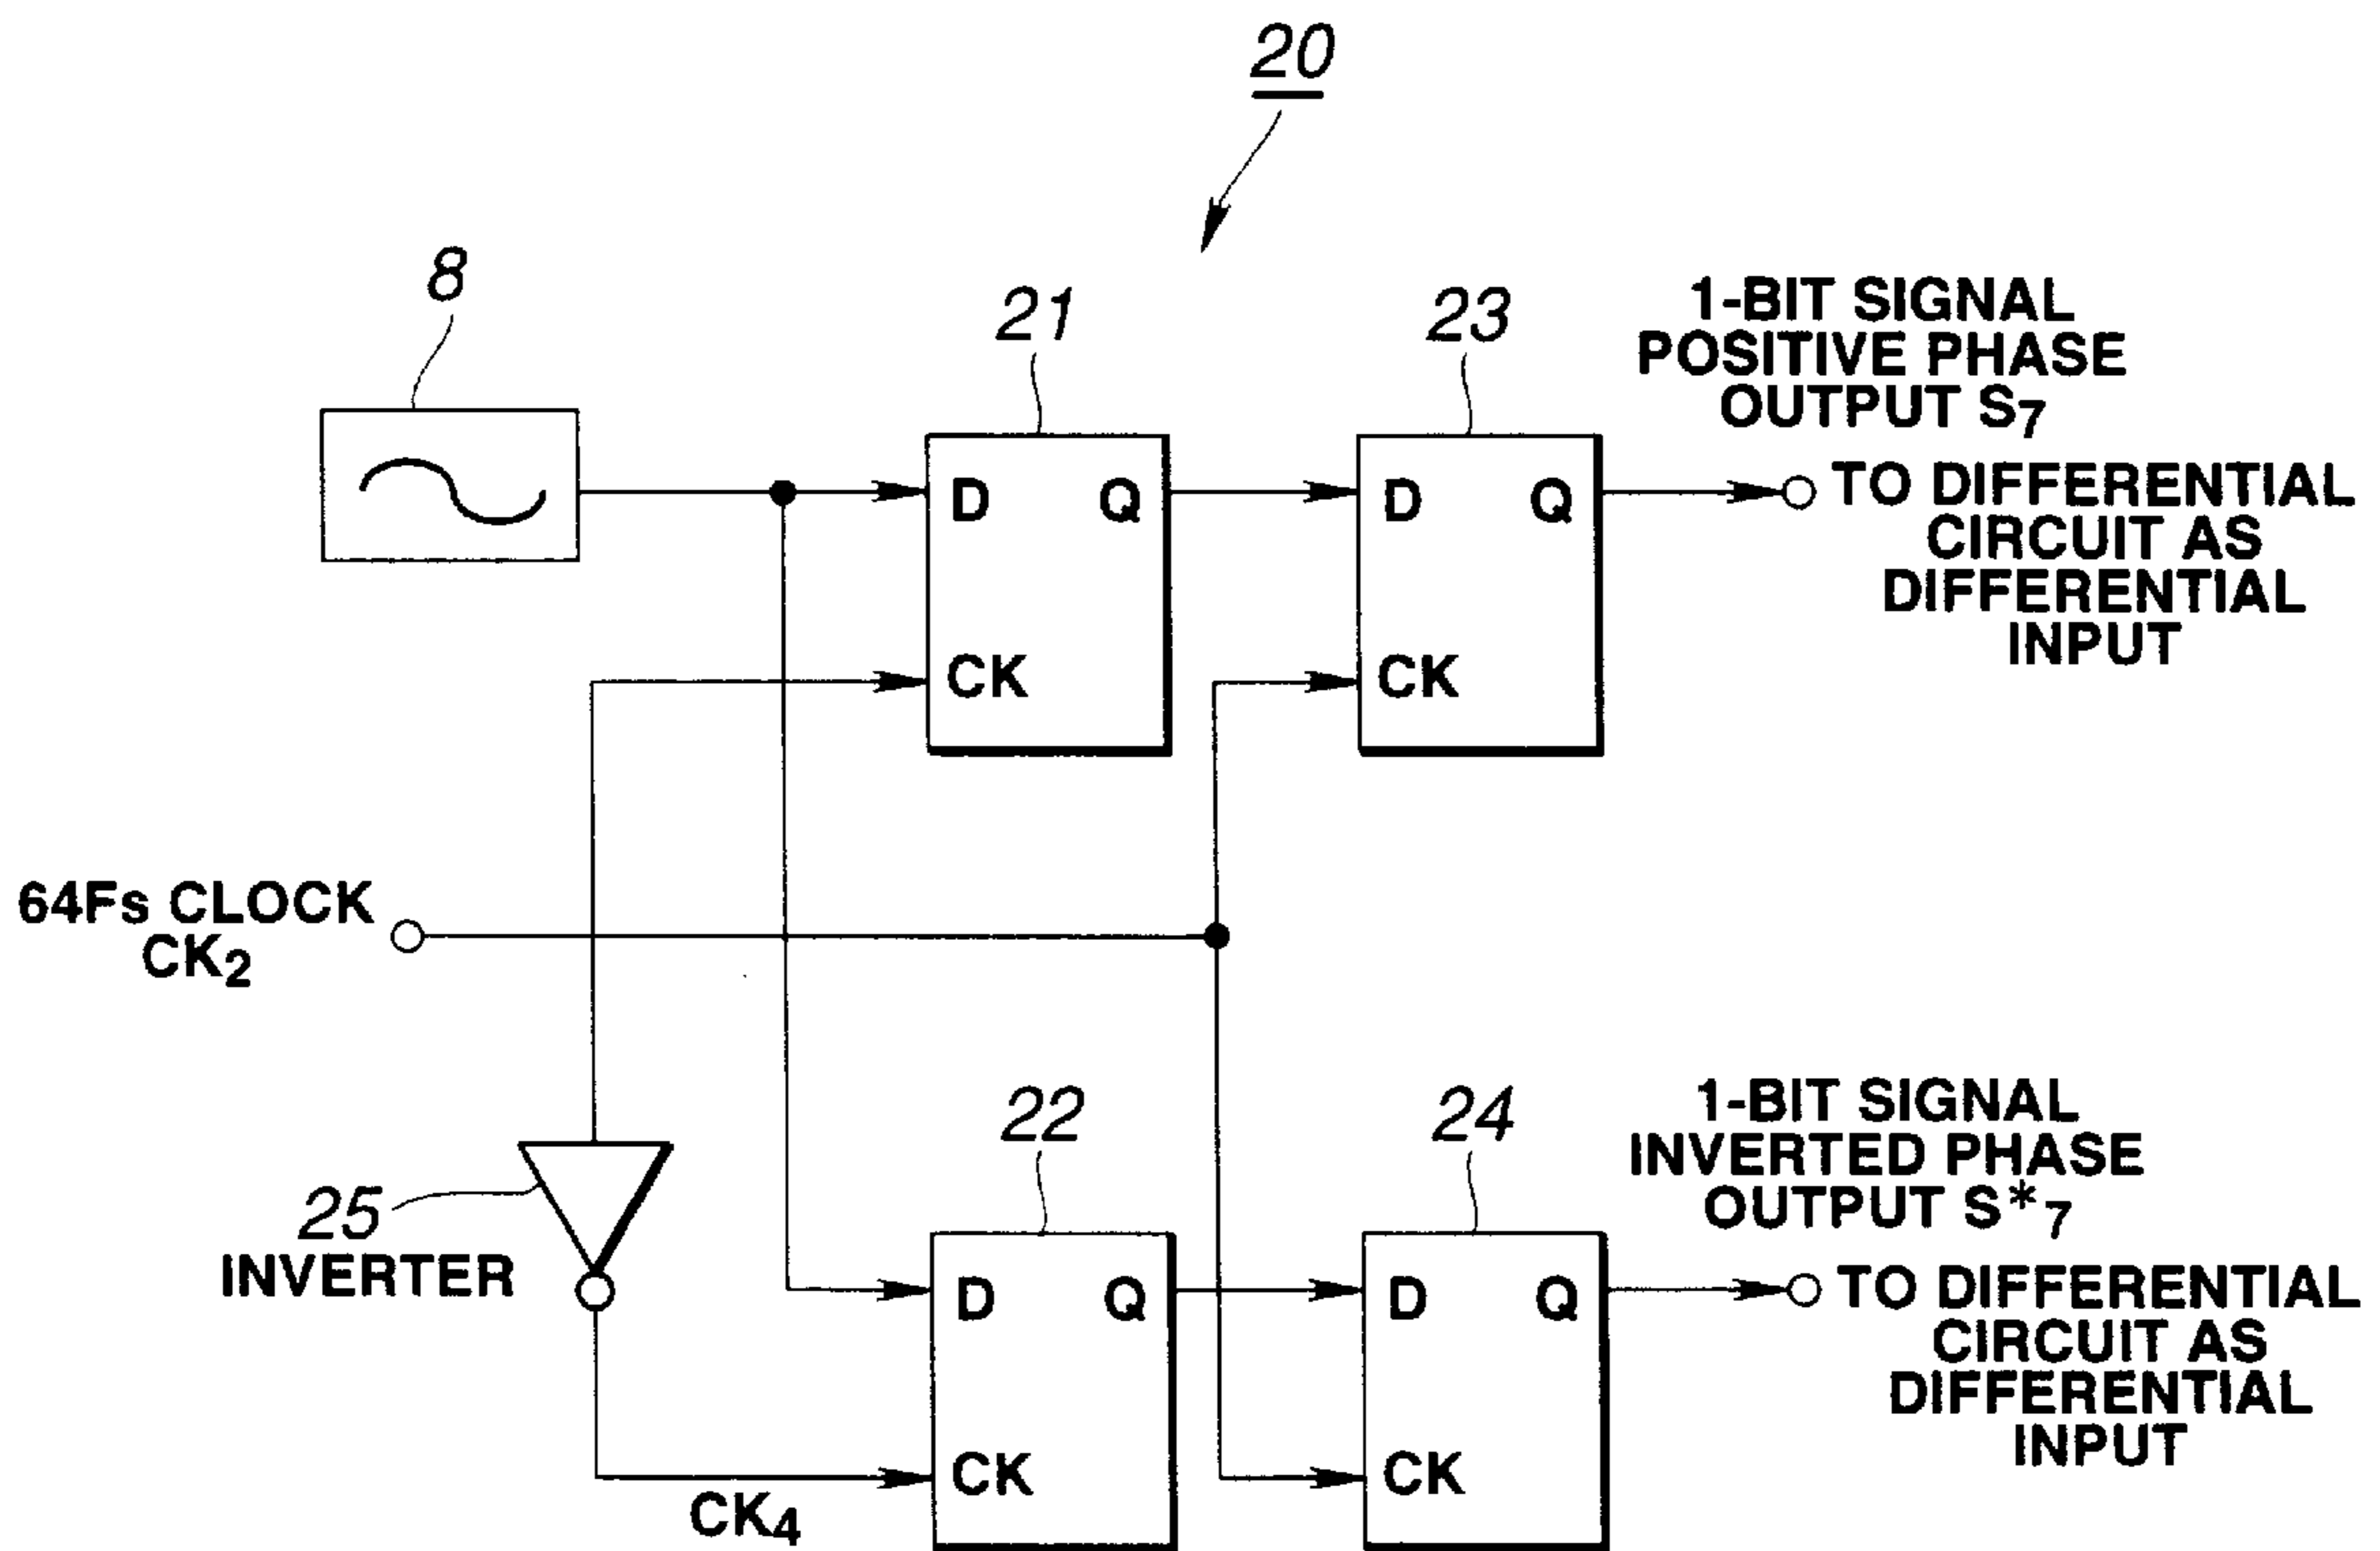 20
8
21
23
1-BIT SIGNAL
POSITIVE PHASE
OUTPUT S7
D
Q
CK
D
Q
CK
TO DIFFERENTIAL
CIRCUIT AS
DIFFERENTIAL
INPUT
64Fs CLOCK
CK2
25
INVERTER
CK4
22
24
1-BIT SIGNAL
INVERTED PHASE
OUTPUT S*7
D
Q
CK
D
Q
CK
TO DIFFERENTIAL
CIRCUIT AS
DIFFERENTIAL
INPUT